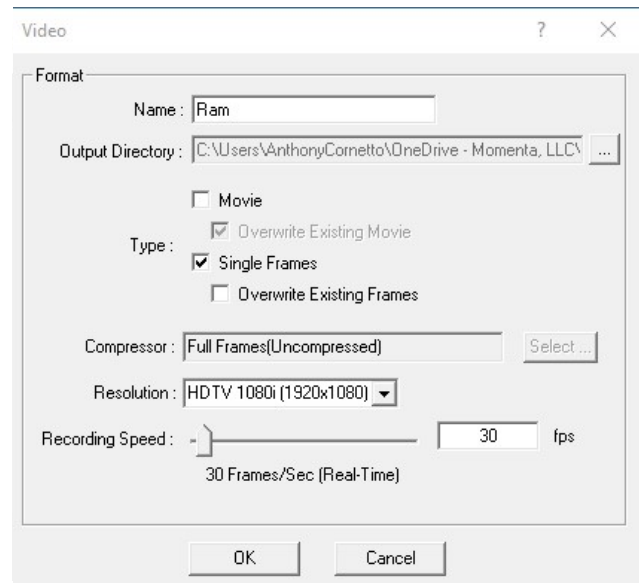 Video
Format
Name : Ram
Output Directory : C:\Users\AnthonyCornetto\OneDrive - Momenta, LLC\ ...
Movie
Overwrite Existing Movie
Type :
Single Frames
Overwrite Existing Frames
Compressor : Full Frames(Uncompressed) Select ...
Resolution : HDTV 1080i (1920x1080)
Recording Speed : 30 fps
30 Frames/Sec (Real-Time)
OK Cancel